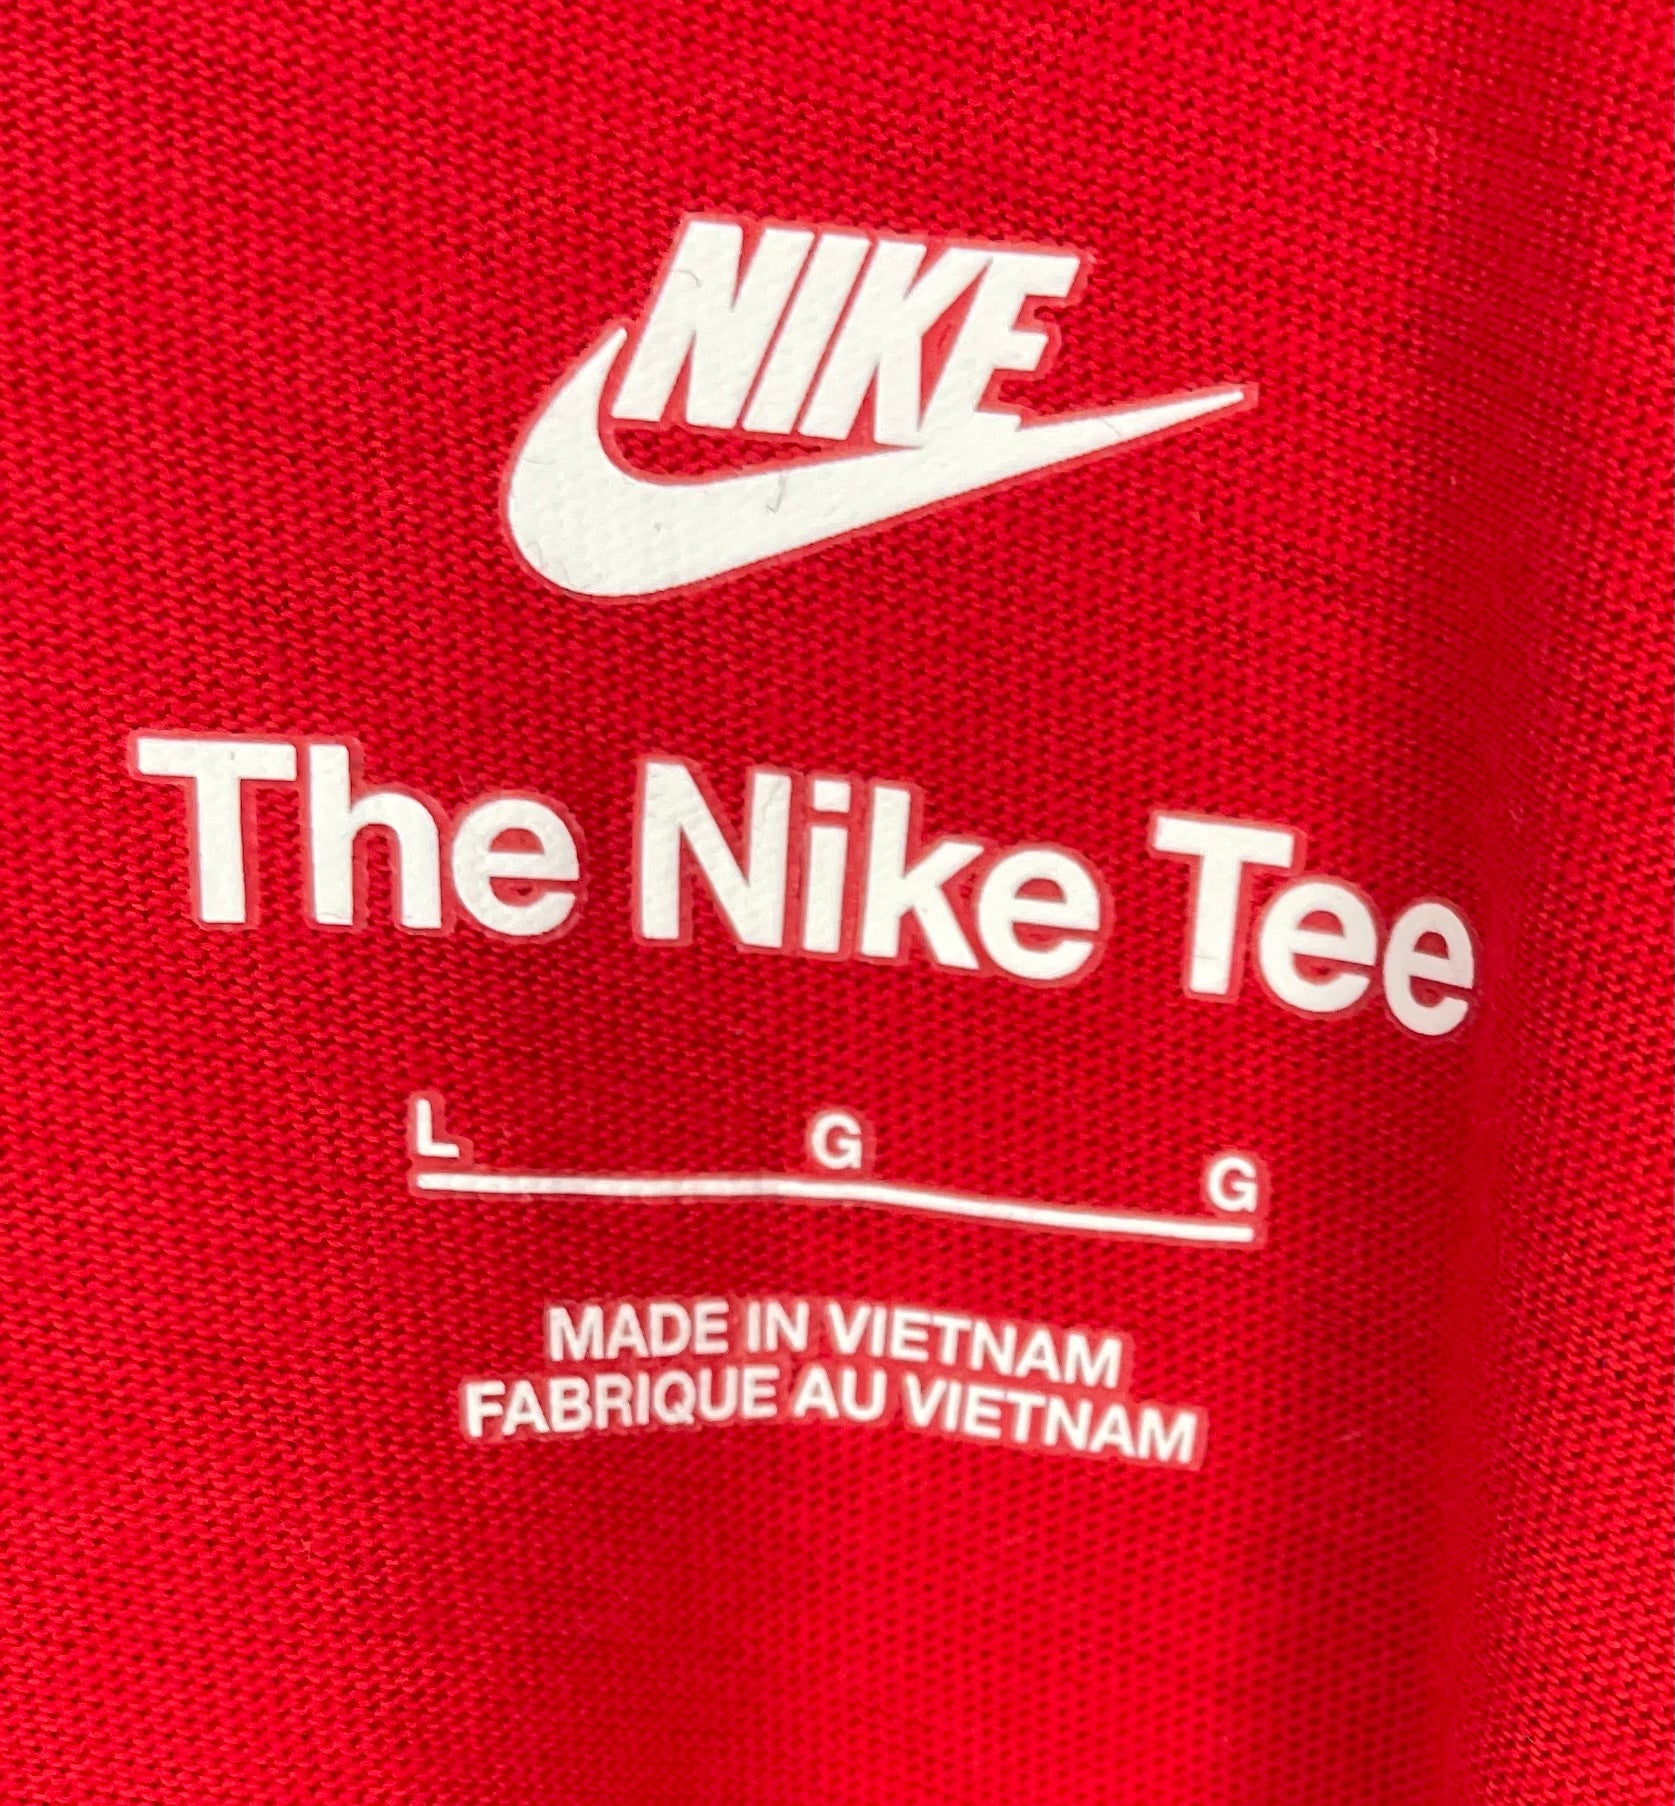 NIKE
The Nike Tee
L G G
MADE IN VIETNAM
FABRIQUE AU VIETNAM